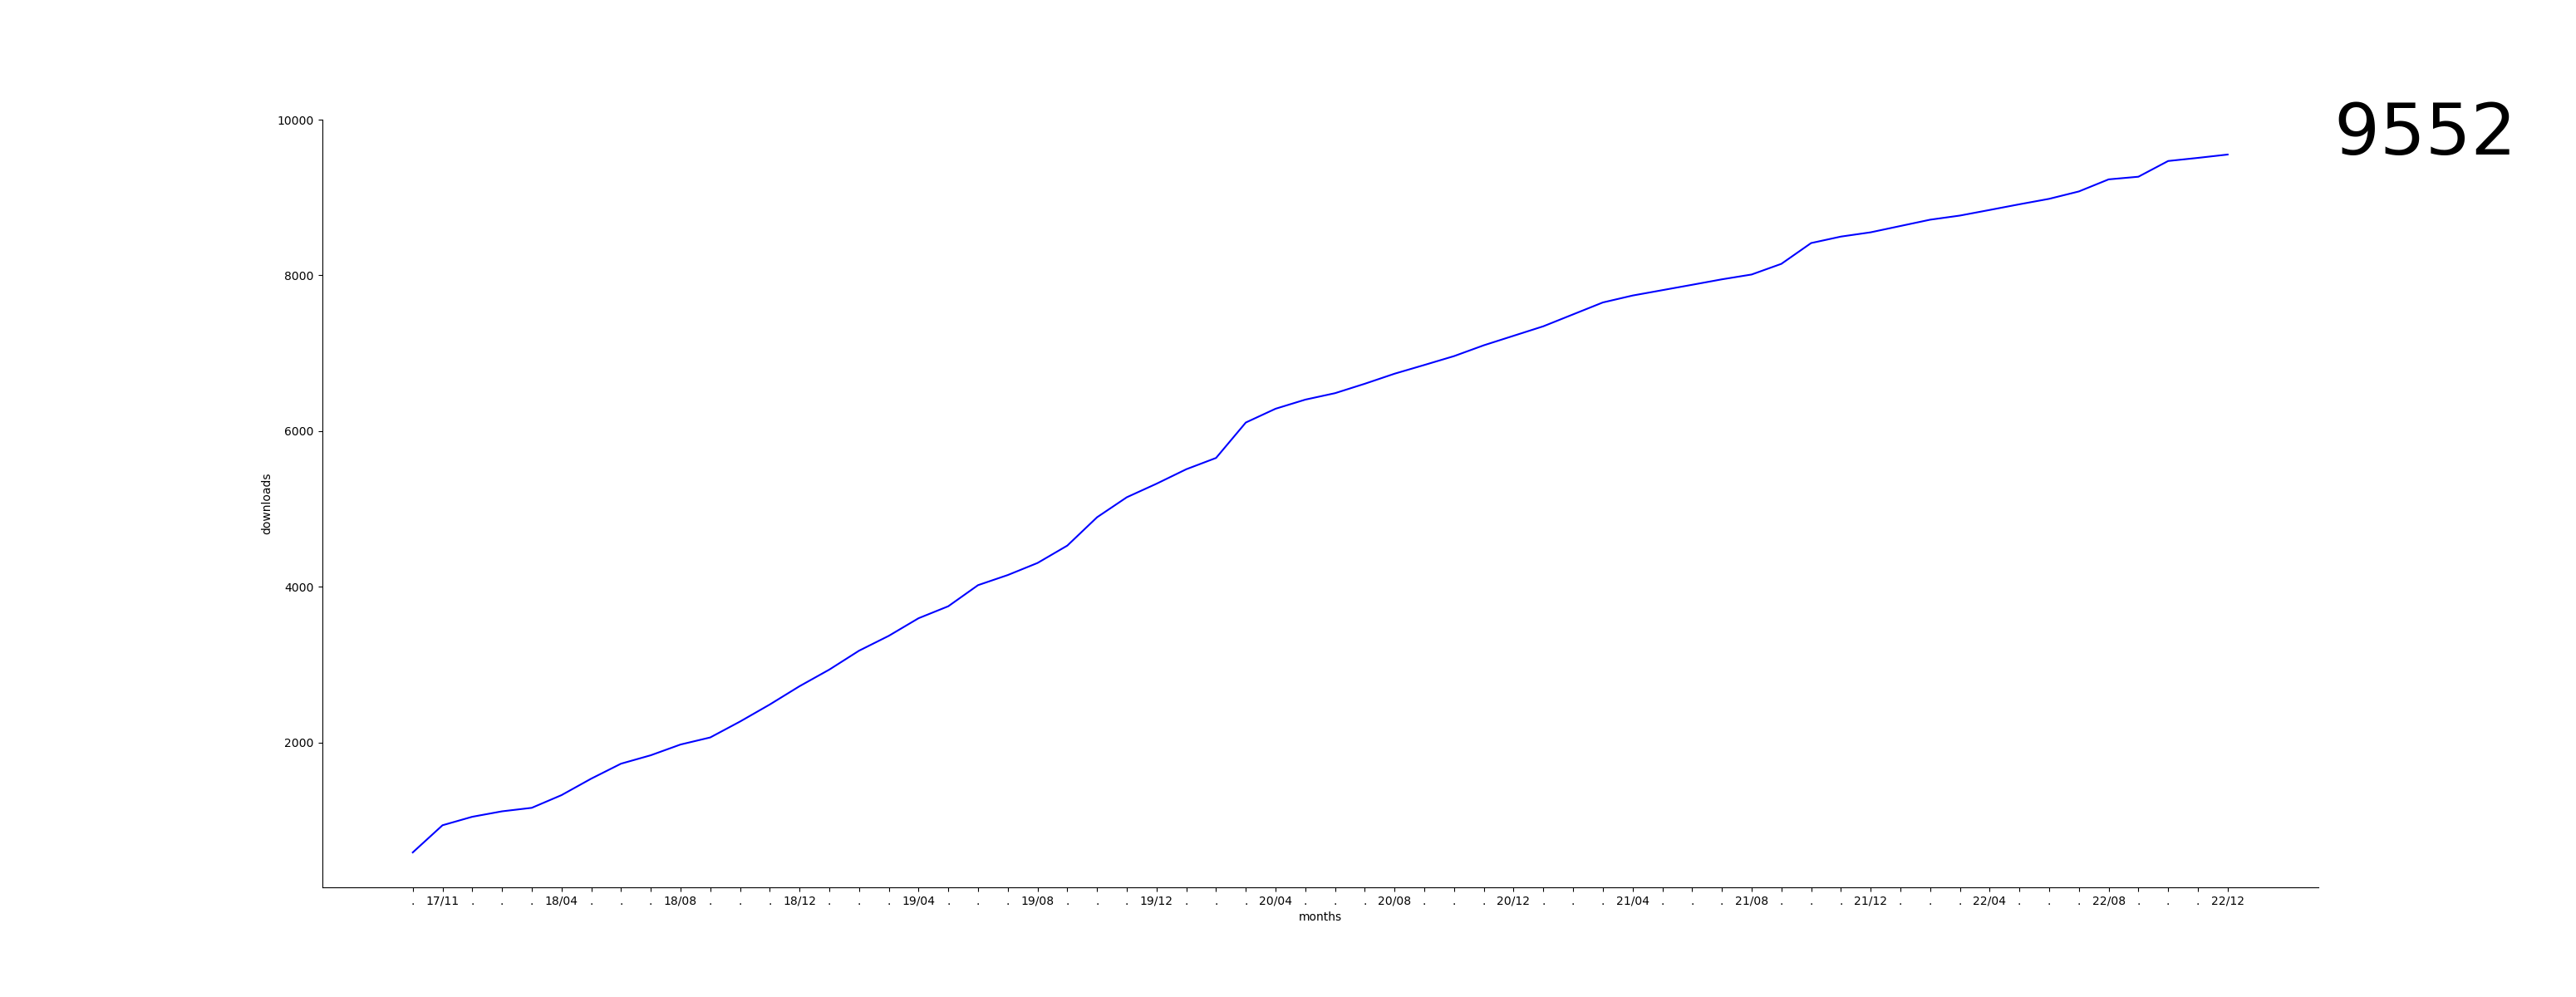 9552
10000
8000
6000
4000
2000
downloads
. 17/11 . . . 18/04 . . . 18/08 . . . 18/12 . . . 19/04 . . . 19/08 . . . 19/12 . . . 20/04 . . . 20/08 . . . 20/12 . . . 21/04 . . . 21/08 . . . 21/12 . . . 22/04 . . . 22/08 . . . 22/12
months